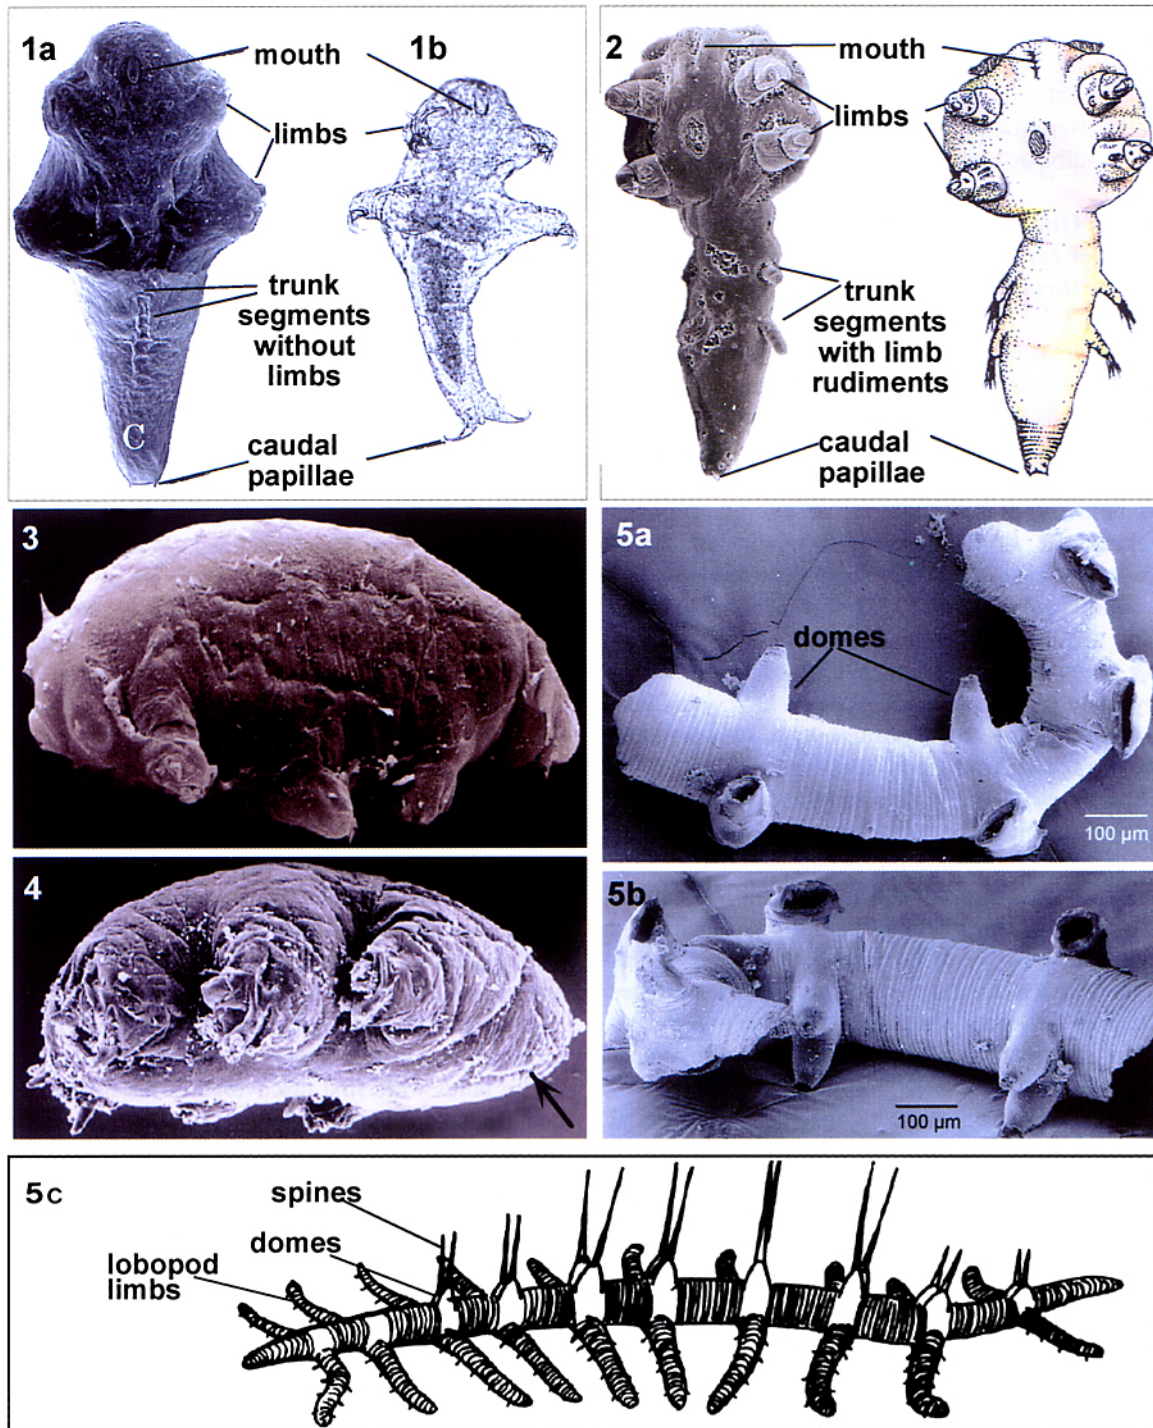 1a
mouth
1b
limbs
trunk
segments
without
limbs
C
caudal
papillae
2
mouth
limbs
trunk
segments
with limb
rudiments
caudal
papillae
3
4
5a
domes
100 µm
5b
100 µm
5c
spines
domes
lobopod
limbs